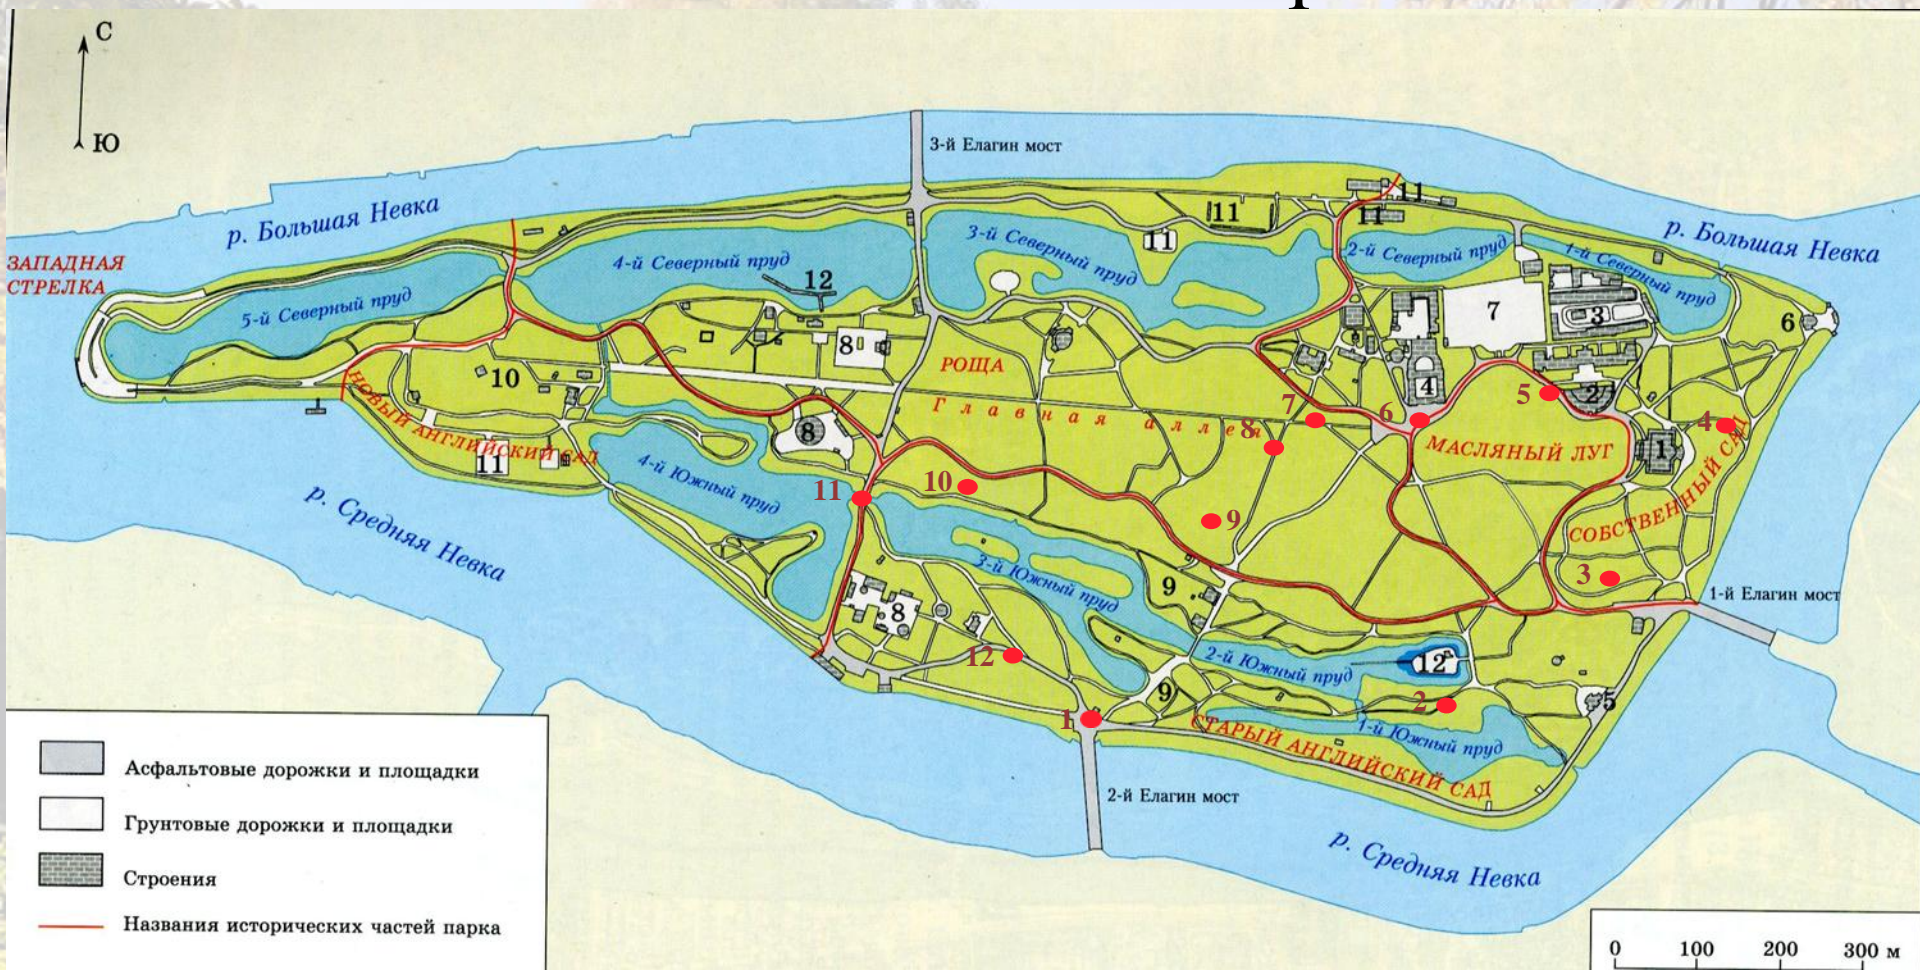 С
Ю
3-й Елагин мост
р. Большая Невка
р. Большая Невка
ЗАПАДНАЯ
СТРЕЛКА
5-й Северный пруд
4-й Северный пруд
3-й Северный пруд
2-й Северный пруд
1-й Северный пруд
11
11
11
11
12
8
7
3
6
10
РОЩА
Главная аллея
4
2
5
7
6
8
4
МАСЛЯНЫЙ ЛУГ
1
НОВЫЙ АНГЛИЙСКИЙ САД
11
8
4-й Южный пруд
11
10
9
СОБСТВЕННЫЙ САД
3
р. Средняя Невка
3-й Южный пруд
9
1-й Елагин мост
8
12
2-й Южный пруд
12
9
2
5
1
1-й Южный пруд
СТАРЫЙ АНГЛИЙСКИЙ САД
2-й Елагин мост
р. Средняя Невка
Асфальтовые дорожки и площадки
Грунтовые дорожки и площадки
Строения
Названия исторических частей парка
0 100 200 300 м